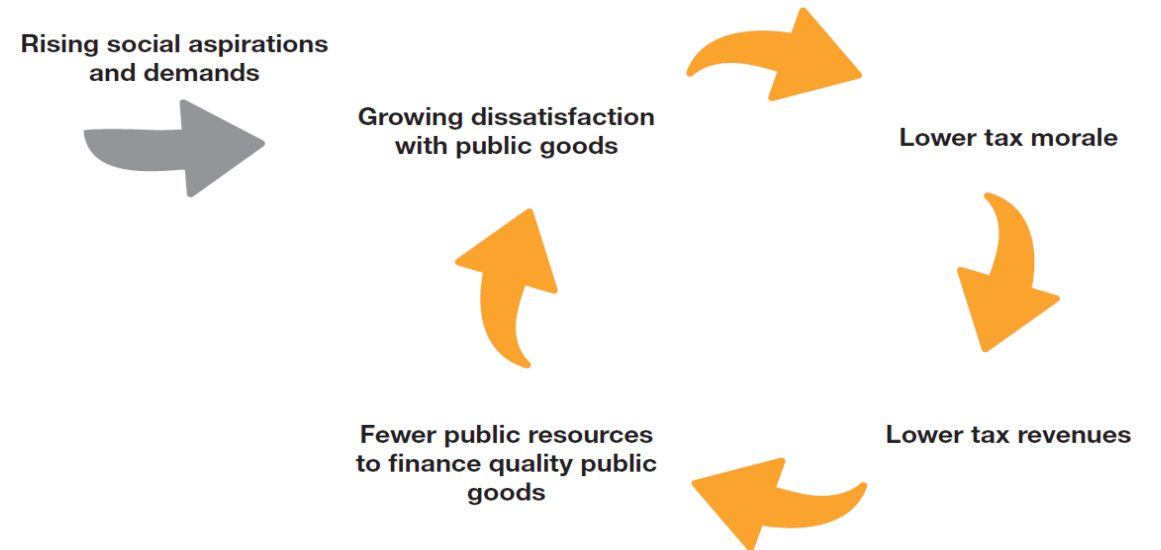 Rising social aspirations
and demands
Growing dissatisfaction
with public goods
Lower tax morale
Lower tax revenues
Fewer public resources
to finance quality public
goods